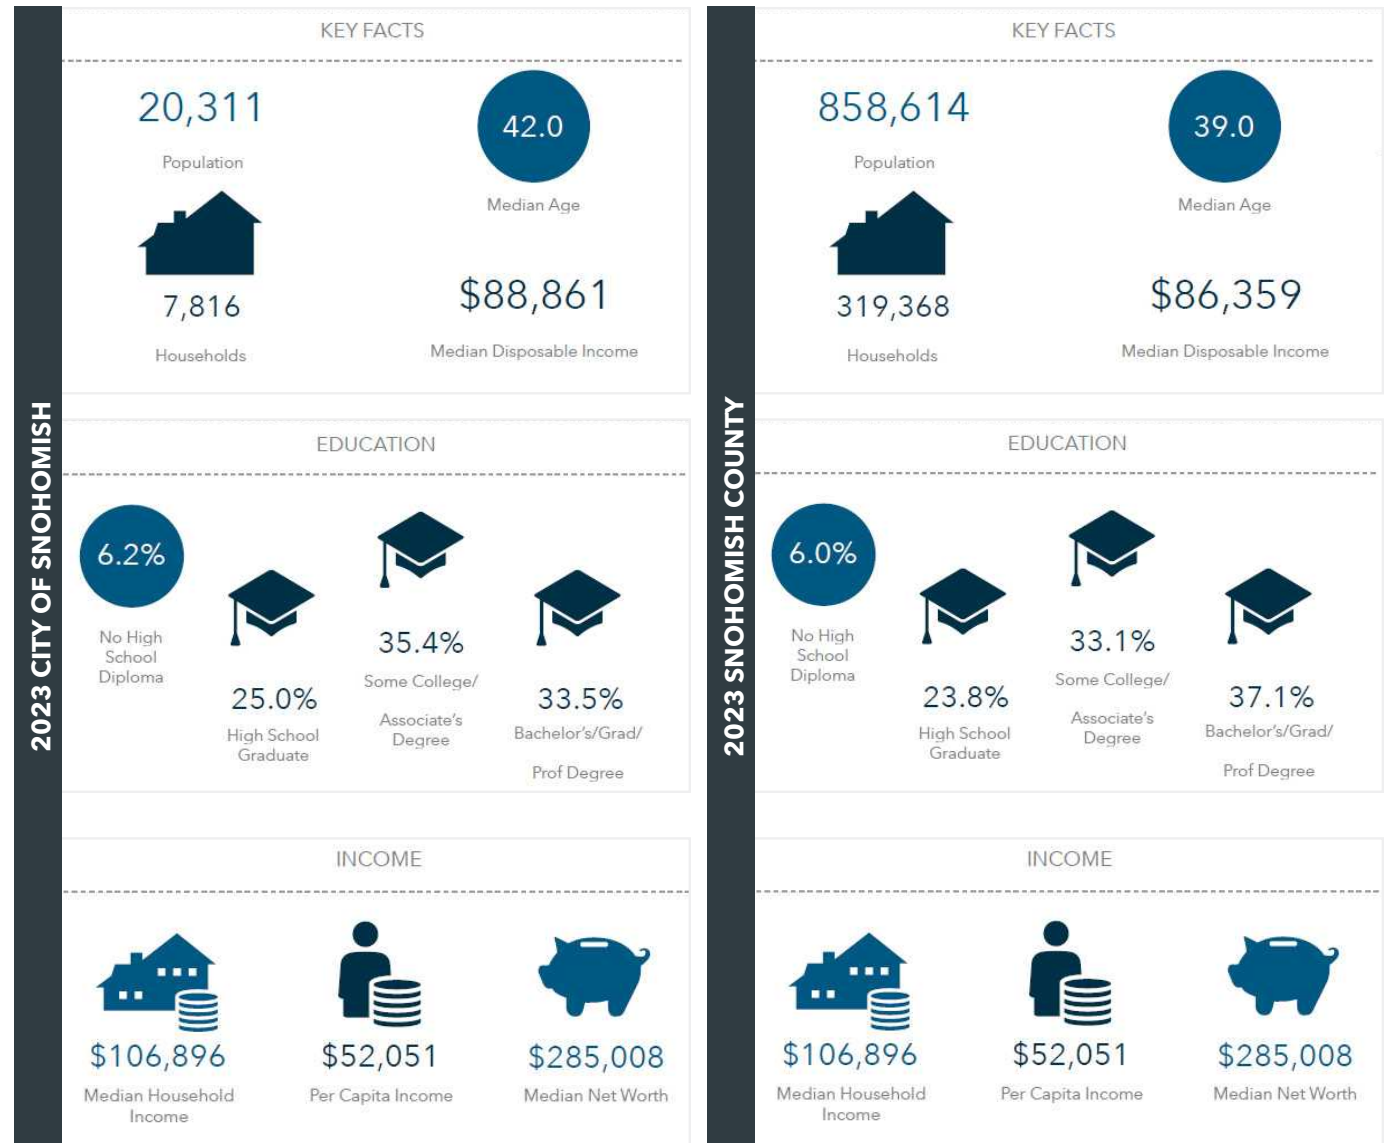 2023 CITY OF SNOHOMISH
KEY FACTS
20,311
Population
42.0
Median Age
7,816
Households
$88,861
Median Disposable Income
EDUCATION
6.2%
No High
School
Diploma
25.0%
High School
Graduate
35.4%
Some College/
Associate's
Degree
33.5%
Bachelor's/Grad/
Prof Degree
INCOME
$106,896
Median Household
Income
$52,051
Per Capita Income
$285,008
Median Net Worth
2023 SNOHOMISH COUNTY
KEY FACTS
858,614
Population
39.0
Median Age
319,368
Households
$86,359
Median Disposable Income
EDUCATION
6.0%
No High
School
Diploma
23.8%
High School
Graduate
33.1%
Some College/
Associate's
Degree
37.1%
Bachelor's/Grad/
Prof Degree
INCOME
$106,896
Median Household
Income
$52,051
Per Capita Income
$285,008
Median Net Worth